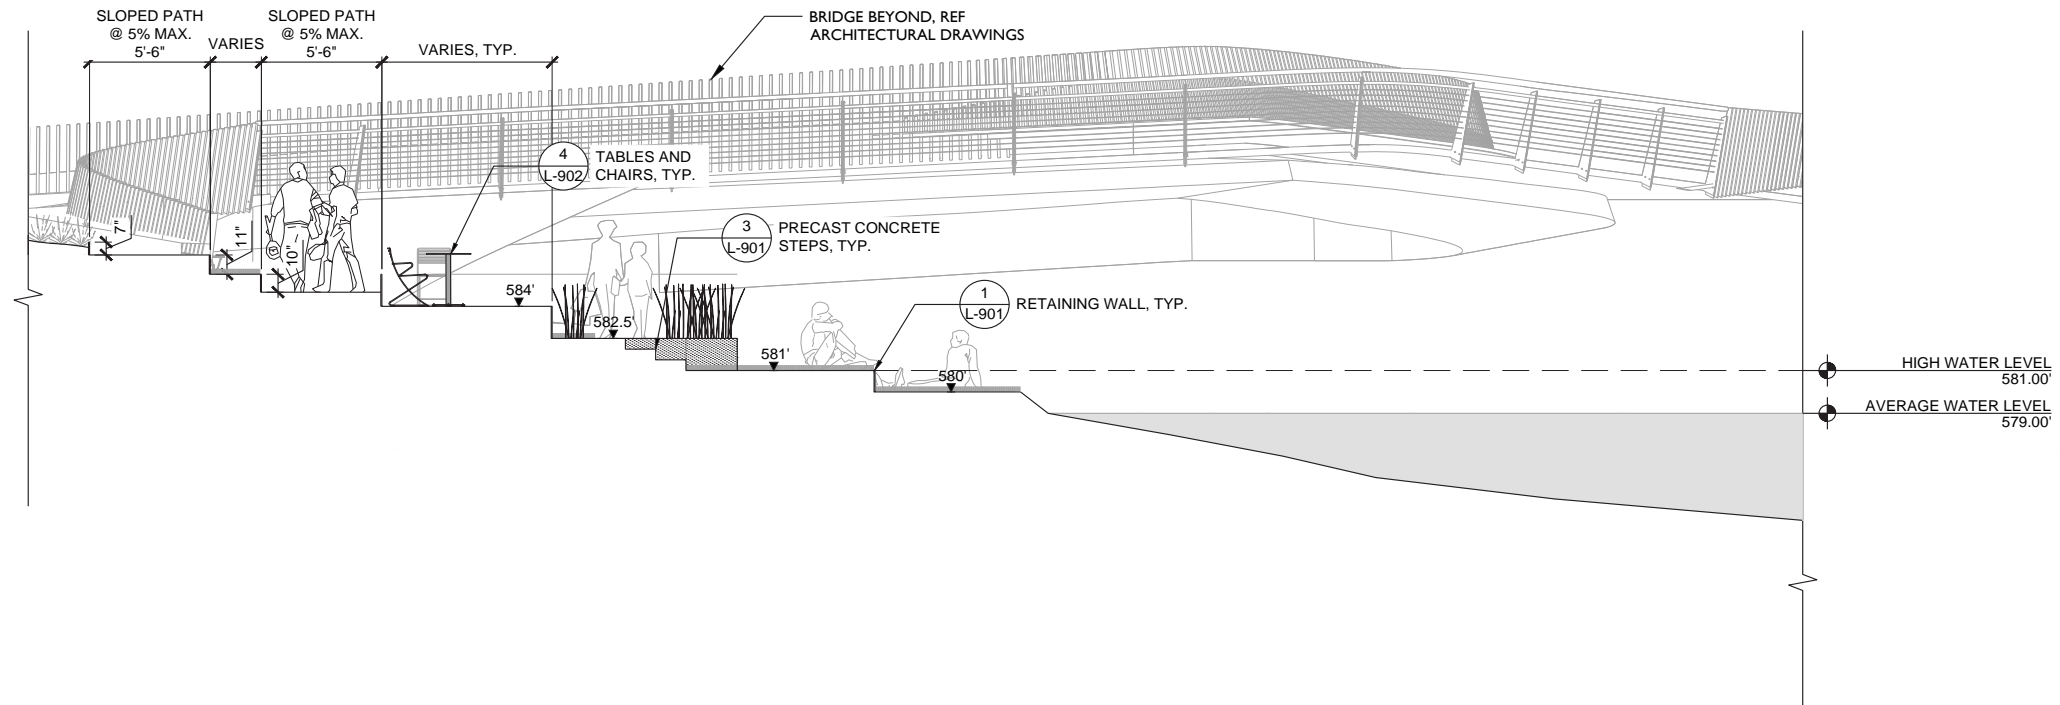 SLOPED PATH
@ 5% MAX.
5'-6"
VARIES
SLOPED PATH
@ 5% MAX.
5'-6"
VARIES, TYP.
BRIDGE BEYOND, REF
ARCHITECTURAL DRAWINGS
4
L-902
TABLES AND
CHAIRS, TYP.
7"
11"
10"
3
L-901
PRECAST CONCRETE
STEPS, TYP.
584'
582.5'
1
L-901
RETAINING WALL, TYP.
581'
580'
HIGH WATER LEVEL
581.00'
AVERAGE WATER LEVEL
579.00'